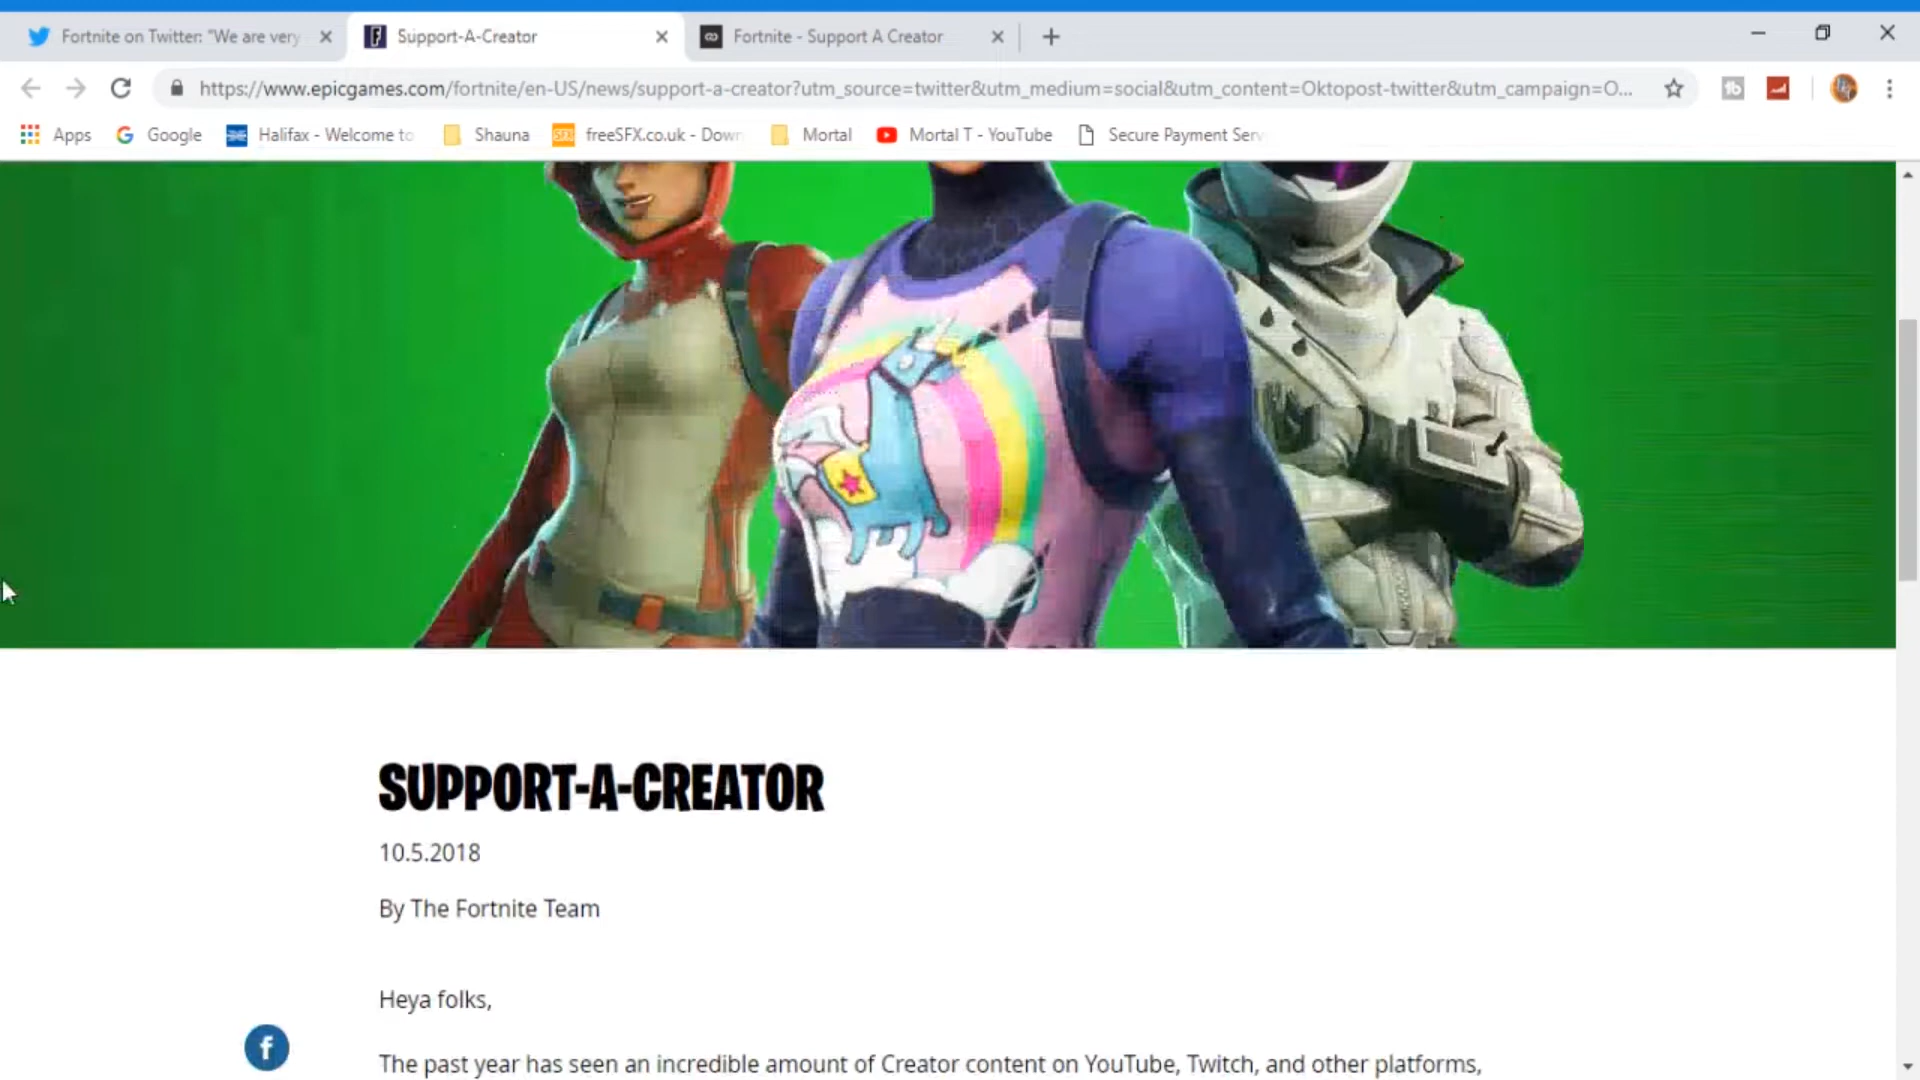 Fortnite on Twitter: "We are very
Support-A-Creator
Fortnite - Support A Creator
https://www.epicgames.com/fortnite/en-US/news/support-a-creator?utm_source=twitter&utm_medium=social&utm_content=Oktopost-twitter&utm_campaign=O...
Apps
Google
Halifax - Welcome to
Shauna
freeSFX.co.uk - Down
Mortal
Mortal T - YouTube
Secure Payment Serv
SUPPORT-A-CREATOR
10.5.2018
By The Fortnite Team
Heya folks,
The past year has seen an incredible amount of Creator content on YouTube, Twitch, and other platforms,